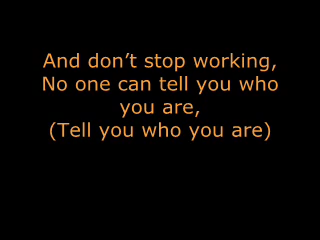 And don’t stop working,
No one can tell you who
you are,
(Tell you who you are)